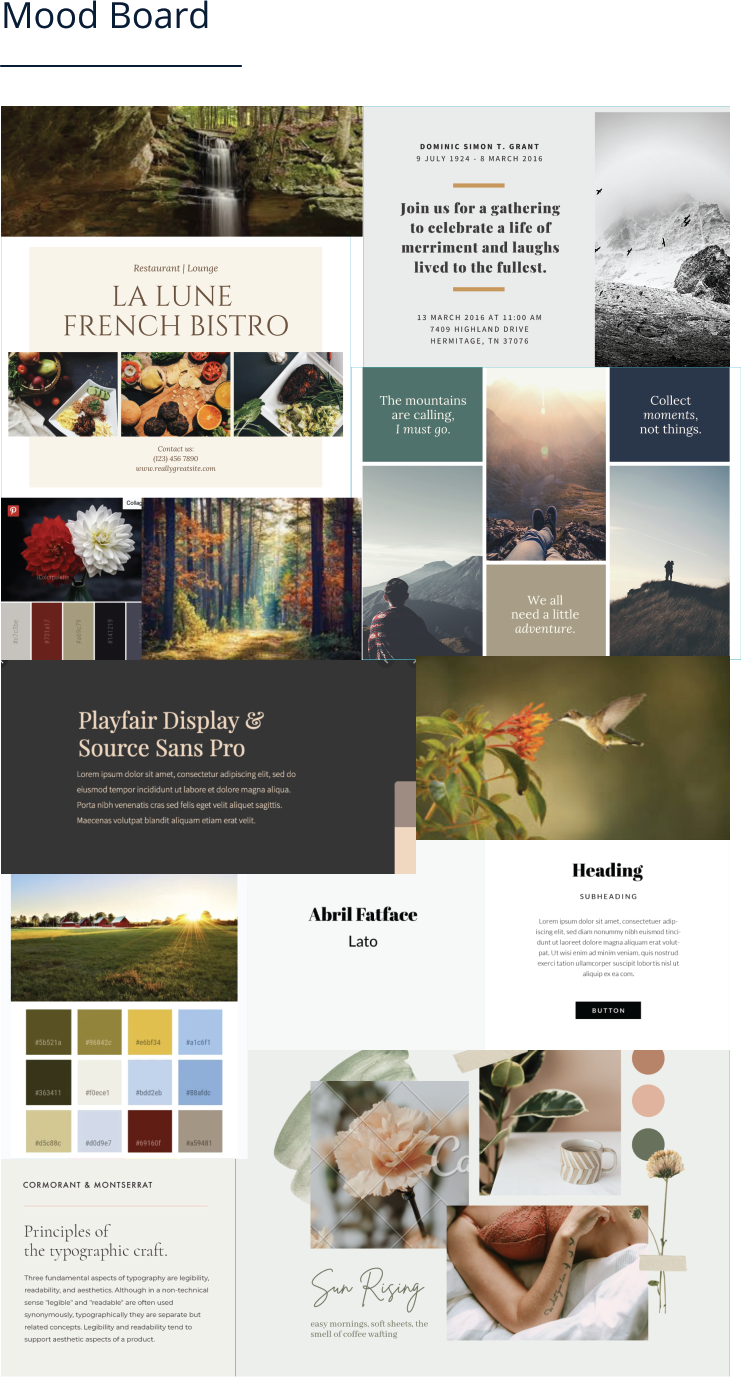 Mood Board
DOMINIC SIMON T. GRANT
9 JULY 1924 - 8 MARCH 2016
Join us for a gathering
to celebrate a life of
merriment and laughs
lived to the fullest.
13 MARCH 2016 AT 11:00 AM
7409 HIGHLAND DRIVE
HERMITAGE, TN 37076
Restaurant | Lounge
LA LUNE
FRENCH BISTRO
Contact us:
(123) 456 7890
www.reallygreatsite.com
The mountains
are calling,
I must go.
Collect
moments,
not things.
We all
need a little
adventure.
Collag
#731a17
#141219
Playfair Display &
Source Sans Pro
Lorem ipsum dolor sit amet, consectetur adipiscing elit, sed do
eiusmod tempor incididunt ut labore et dolore magna aliqua.
Porta nibh venenatis cras sed felis eget velit aliquet sagittis.
Maecenas volutpat blandit aliquam etiam erat velit.
Abril Fatface
Lato
Heading
SUBHEADING
Lorem ipsum dolor sit amet, consectetuer adip-
iscing elit, sed diam nonummy nibh euismod tinci-
dunt ut laoreet dolore magna aliquam erat volut-
pat. Ut wisi enim ad minim veniam, quis nostrud
exerci tation ullamcorper suscipit lobortis nisl ut
aliquip ex ea com.
BUTTON
#5b521a
#96842c
#e6bf34
#a1c6f1
#363411
#f0ece1
#bdd2eb
#88afdc
#d5c88c
#d0d9e7
#69160f
#a59481
CORMORANT & MONTSERRAT
Principles of
the typographic craft.
Three fundamental aspects of typography are legibility,
readability, and aesthetics. Although in a non-technical
sense "legible" and "readable" are often used
synonymously, typographically they are separate but
related concepts. Legibility and readability tend to
support aesthetic aspects of a product.
Ca
Sun Rising
easy mornings, soft sheets, the
smell of coffee wafting